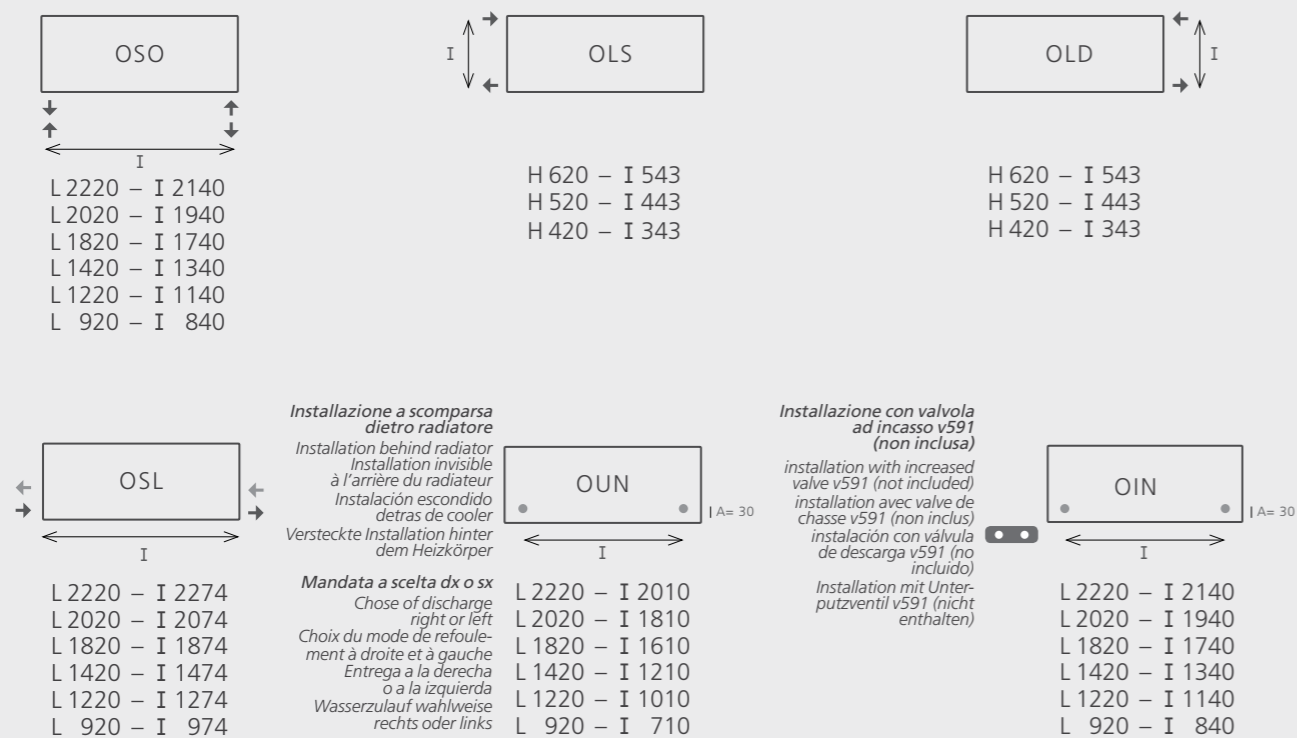 OSO
I
L 2220 – I 2140
L 2020 – I 1940
L 1820 – I 1740
L 1420 – I 1340
L 1220 – I 1140
L 920 – I 840
I
OLS
H 620 – I 543
H 520 – I 443
H 420 – I 343
OLD
I
H 620 – I 543
H 520 – I 443
H 420 – I 343
OSL
I
L 2220 – I 2274
L 2020 – I 2074
L 1820 – I 1874
L 1420 – I 1474
L 1220 – I 1274
L 920 – I 974
Installazione a scomparsa
dietro radiatore
Installation behind radiator
Installation invisible
à l'arrière du radiateur
Instalación escondido
detras de cooler
Versteckte Installation hinter
dem Heizkörper
Mandata a scelta dx o sx
Chose of discharge
right or left
Choix du mode de refoule-
ment à droite et à gauche
Entrega a la derecha
o a la izquierda
Wasserzulauf wahlweise
rechts oder links
OUN
A= 30
I
L 2220 – I 2010
L 2020 – I 1810
L 1820 – I 1610
L 1420 – I 1210
L 1220 – I 1010
L 920 – I 710
Installazione con valvola
ad incasso v591
(non inclusa)
installation with increased
valve v591 (not included)
installation avec valve de
chasse v591 (non inclus)
instalación con válvula
de descarga v591 (no
incluido)
Installation mit Unter-
putzventil v591 (nicht
enthalten)
OIN
A= 30
I
L 2220 – I 2140
L 2020 – I 1940
L 1820 – I 1740
L 1420 – I 1340
L 1220 – I 1140
L 920 – I 840